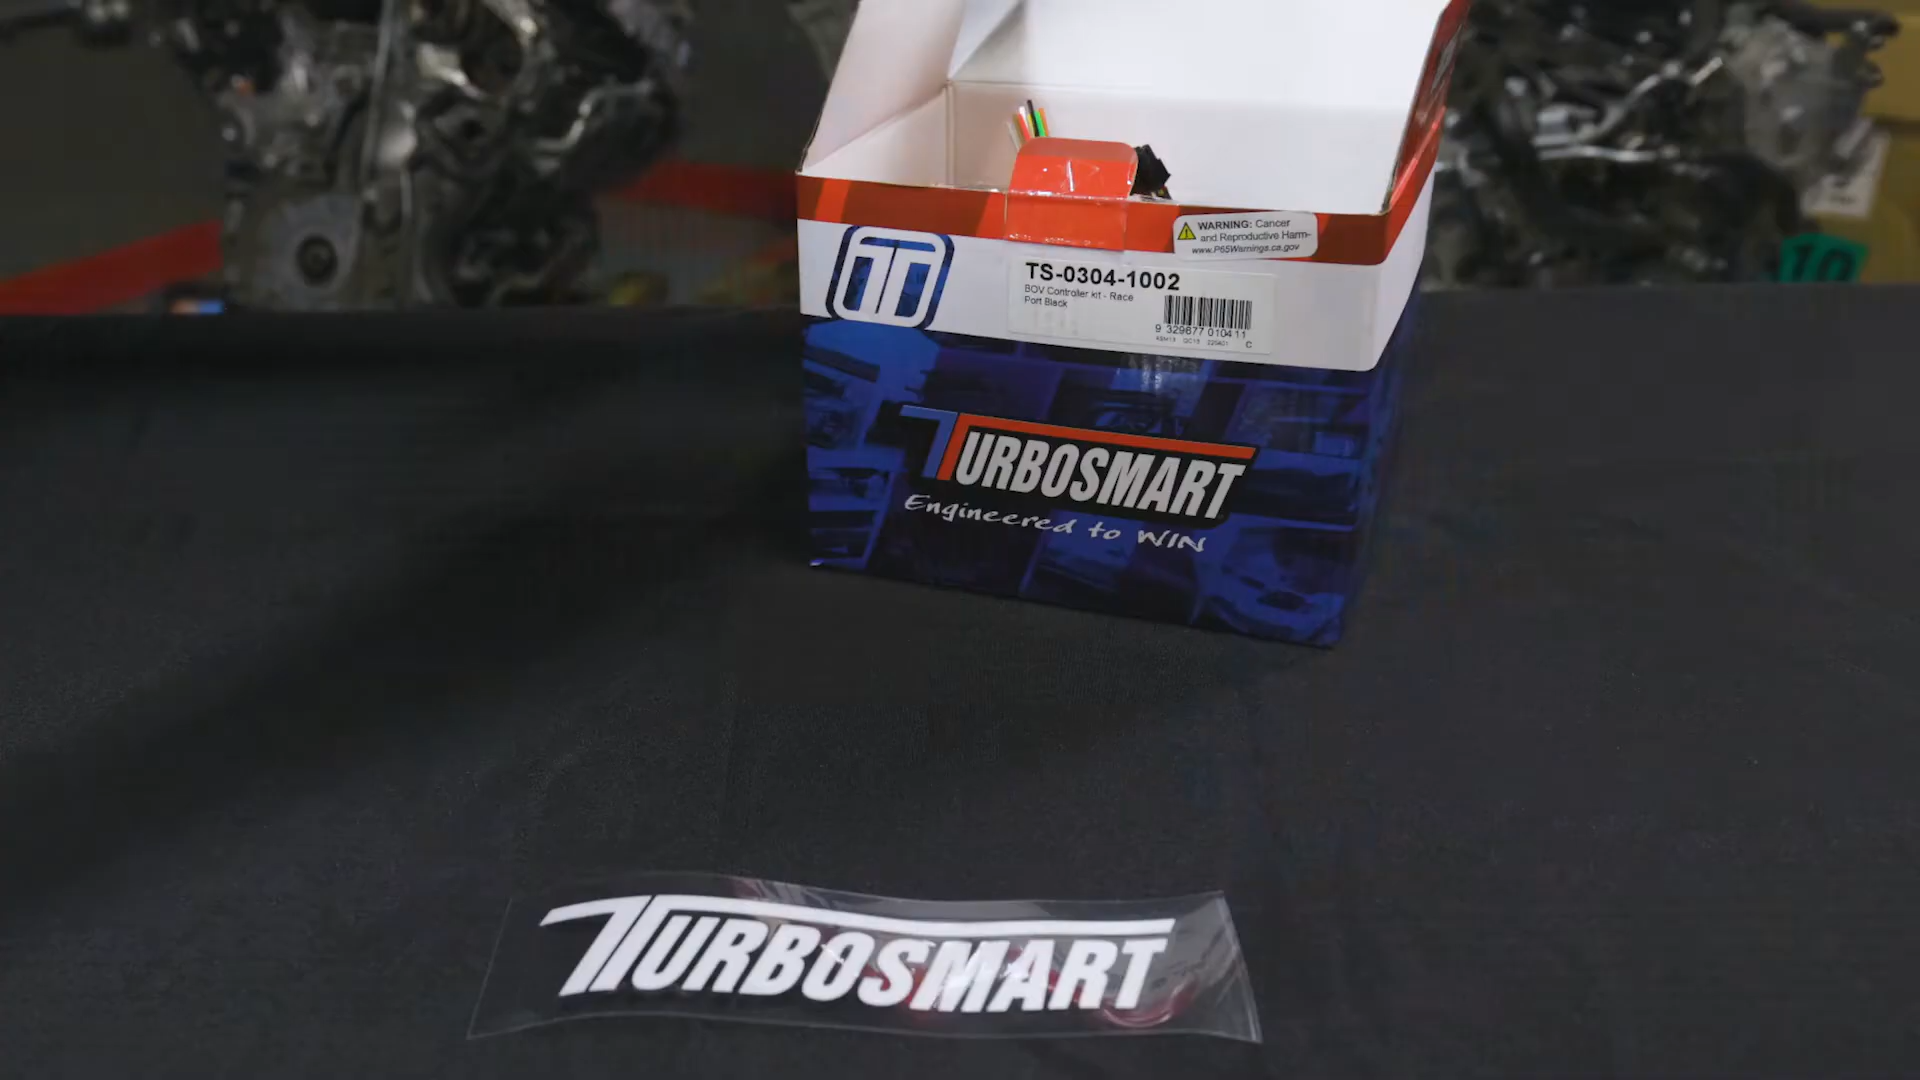 WARNING: Cancer
and Reproductive Harm-
www.P65Warnings.ca.gov
TS-0304-1002
BOV Controller kit - Race
Port Black
9 329677 010411
C
TURBOSMART
Engineered to WIN
10
TURBOSMART